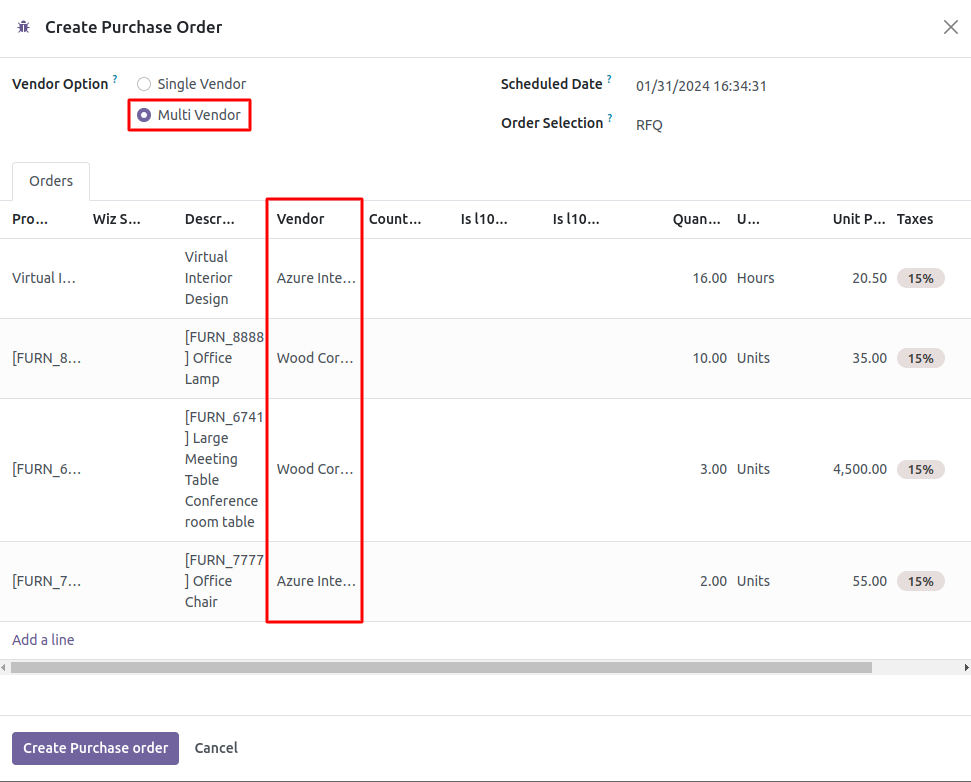 Create Purchase Order
Vendor Option ?
Single Vendor
Multi Vendor
Scheduled Date ? 01/31/2024 16:34:31
Order Selection ? RFQ
Orders
Pro... Wiz S... Descr... Vendor Count... Is l10... Is l10... Quan... U... Unit P... Taxes
Virtual I... Virtual Interior Design Azure Inte... 16.00 Hours 20.50 15%
[FURN_8... [FURN_8888] Office Lamp Wood Cor... 10.00 Units 35.00 15%
[FURN_6... [FURN_6741] Large Meeting Table Conference room table Wood Cor... 3.00 Units 4,500.00 15%
[FURN_7... [FURN_7777] Office Chair Azure Inte... 2.00 Units 55.00 15%
Add a line
Create Purchase order Cancel